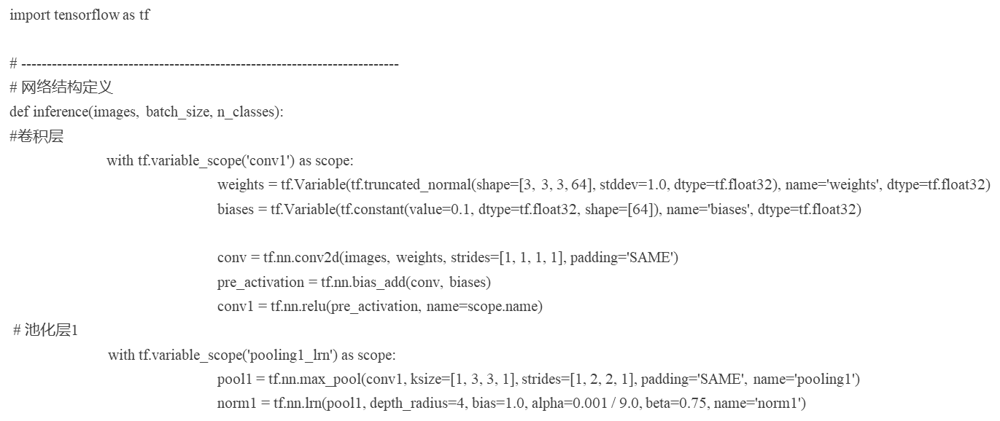 import tensorflow as tf
# --------------------------------------------------------------------------
# 网络结构定义
def inference(images, batch_size, n_classes):
#卷积层
with tf.variable_scope('conv1') as scope:
weights = tf.Variable(tf.truncated_normal(shape=[3, 3, 3, 64], stddev=1.0, dtype=tf.float32), name='weights', dtype=tf.float32)
biases = tf.Variable(tf.constant(value=0.1, dtype=tf.float32, shape=[64]), name='biases', dtype=tf.float32)
conv = tf.nn.conv2d(images, weights, strides=[1, 1, 1, 1], padding='SAME')
pre_activation = tf.nn.bias_add(conv, biases)
conv1 = tf.nn.relu(pre_activation, name=scope.name)
# 池化层1
with tf.variable_scope('pooling1_lrn') as scope:
pool1 = tf.nn.max_pool(conv1, ksize=[1, 3, 3, 1], strides=[1, 2, 2, 1], padding='SAME', name='pooling1')
norm1 = tf.nn.lrn(pool1, depth_radius=4, bias=1.0, alpha=0.001 / 9.0, beta=0.75, name='norm1')